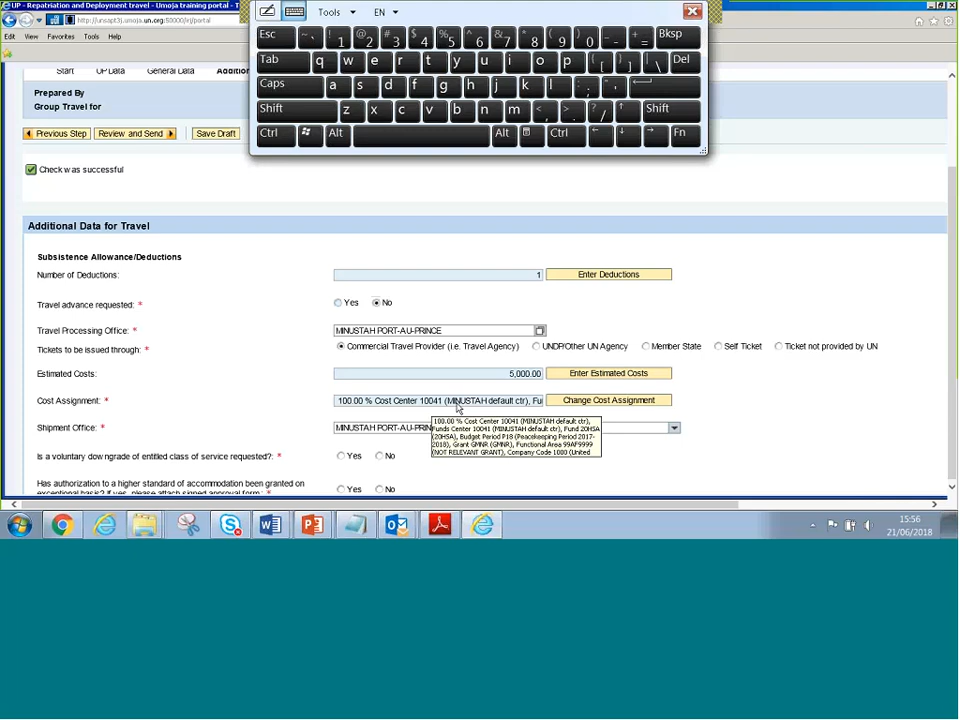 UP - Repatriation and Deployment travel - Umoja training portal - T
http://unsapt3j.umoja.un.org:50000/irj/portal
Edit View Favorites Tools Help
Tools EN
Esc ~ ` ! 1 @ 2 # 3 $ 4 % 5 ^ 6 & 7 * 8 ( 9 ) 0 _ - + = Bksp
Tab q w e r t y u i o p { [ } ] | \ Del
Caps a s d f g h j k l : ; " '
Shift z x c v b n m < , > . ? / ↑ Shift
Ctrl Alt Alt Ctrl ← ↓ → Fn
Start UP Data General Data Addition
Prepared By
Group Travel for
Previous Step Review and Send Save Draft
Check was successful
Additional Data for Travel
Subsistence Allowance/Deductions
Number of Deductions: 1 Enter Deductions
Travel advance requested: * Yes No
Travel Processing Office: * MINUSTAH PORT-AU-PRINCE
Tickets to be issued through: * Commercial Travel Provider (i.e. Travel Agency) UNDP/Other UN Agency Member State Self Ticket Ticket not provided by UN
Estimated Costs: 5,000.00 Enter Estimated Costs
Cost Assignment: * 100.00 % Cost Center 10041 (MINUSTAH default ctr), Fu Change Cost Assignment
Shipment Office: * MINUSTAH PORT-AU-PRIN
100.00 % Cost Center 10041 (MINUSTAH default ctr),
Funds Center 10041 (MINUSTAH default ctr), Fund 20HSA
(20HSA), Budget Period P18 (Peacekeeping Period 2017-
2018), Grant GMNR (GMNR), Functional Area 99AF9999
(NOT RELEVANT GRANT), Company Code 1000 (United
Is a voluntary downgrade of entitled class of service requested?: * Yes No
Has authorization to a higher standard of accommodation been granted on
exceptional basis? If yes, please attach signed approval form: * Yes No
15:56
21/06/2018